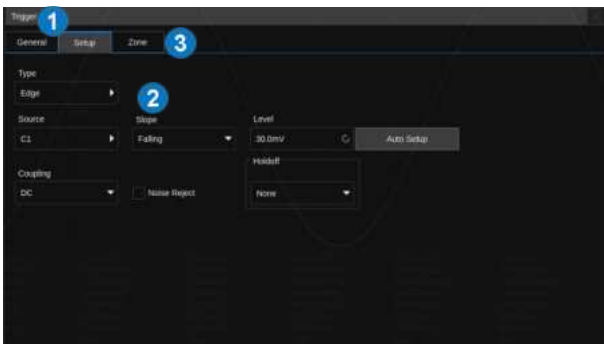 Trigger
1
General Setup Zone 3
Type
Edge
2
Source Slope Level
C1 Falling 30.0mV Auto Setup
Holdoff
Coupling
DC Noise Reject None